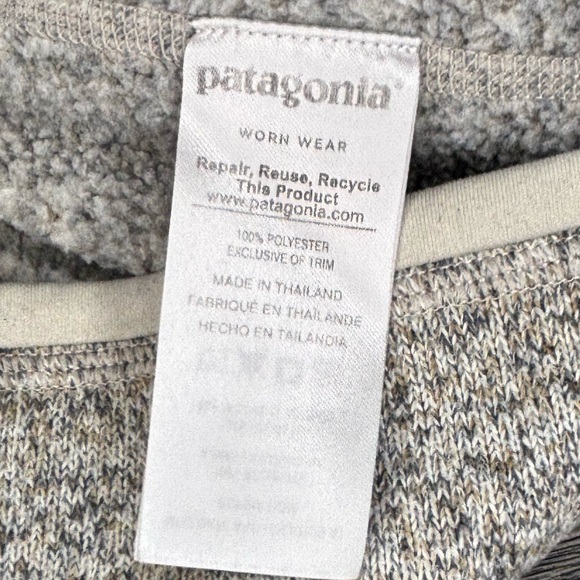 patagonia®
WORN WEAR
Repair, Reuse, Recycle
This Product
www.patagonia.com
100% POLYESTER
EXCLUSIVE OF TRIM
MADE IN THAILAND
FABRIQUÉ EN THAÏLANDE
HECHO EN TAILANDIA